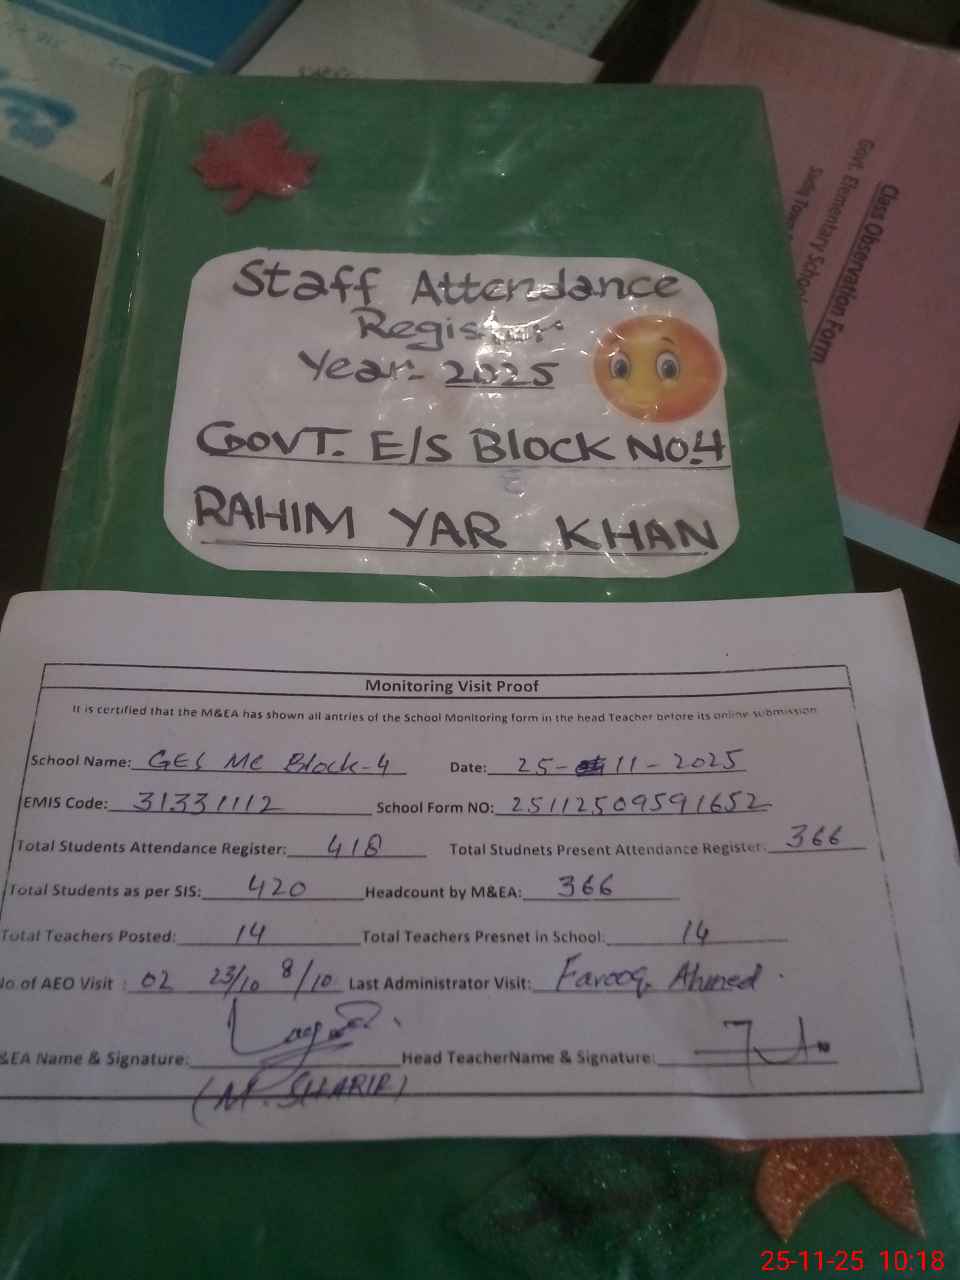 Class Observation Form
Govt. Elementary School
Sadiq Town
Staff Attendance
Register
Year- 2025
GOVT. E/S BLOCK NO.4
RAHIM YAR KHAN
Monitoring Visit Proof
It is certified that the M&EA has shown all antries of the School Monitoring form in the head Teacher before its online submission
School Name: GES MC Block-4 Date: 25-11-2025
EMIS Code: 31331112 School Form NO: 25112509591652
Total Students Attendance Register: 418 Total Studnets Present Attendance Register: 366
Total Students as per SIS: 420 Headcount by M&EA: 366
Total Teachers Posted: 14 Total Teachers Presnet in School: 14
No.of AEO Visit : 02 23/10 8/10 Last Administrator Visit: Farooq Ahmed
&EA Name & Signature: Head TeacherName & Signature:
(M. SHARIF)
25-11-25 10:18